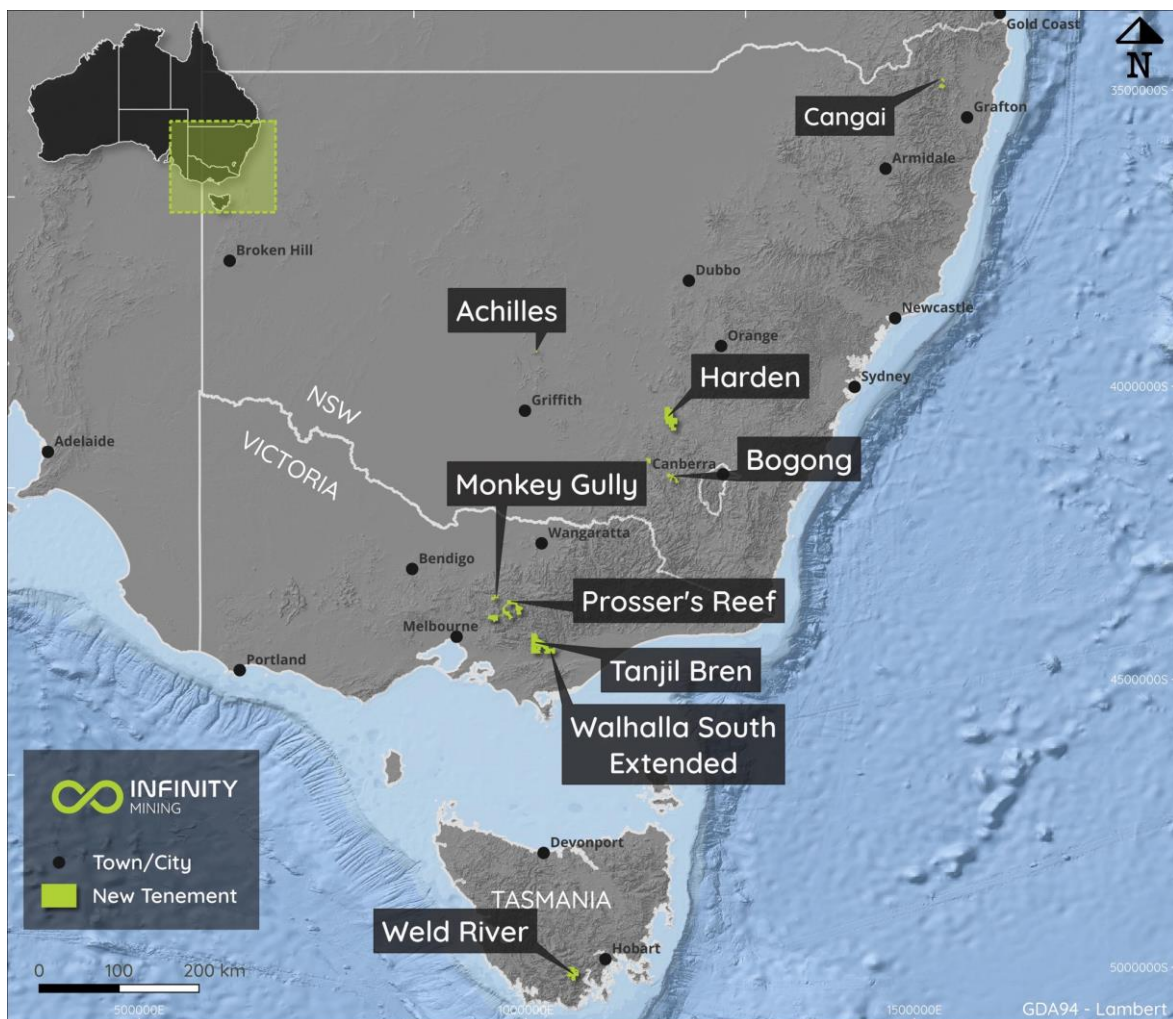 Gold Coast
N
3500000S
Cangai
Grafton
Armidale
Broken Hill
Dubbo
Achilles
Newcastle
Orange
Harden
Sydney
4000000S
NSW
Griffith
Adelaide
VICTORIA
Canberra
Bogong
Monkey Gully
Wangaratta
Bendigo
Prosser's Reef
Melbourne
Portland
Tanjil Bren
4500000S
Walhalla South
Extended
INFINITY
MINING
Devonport
Town/City
New Tenement
TASMANIA
Weld River
Hobart
0 100 200 km
5000000S
500000E
1000000E
1500000E
GDA94 - Lambert